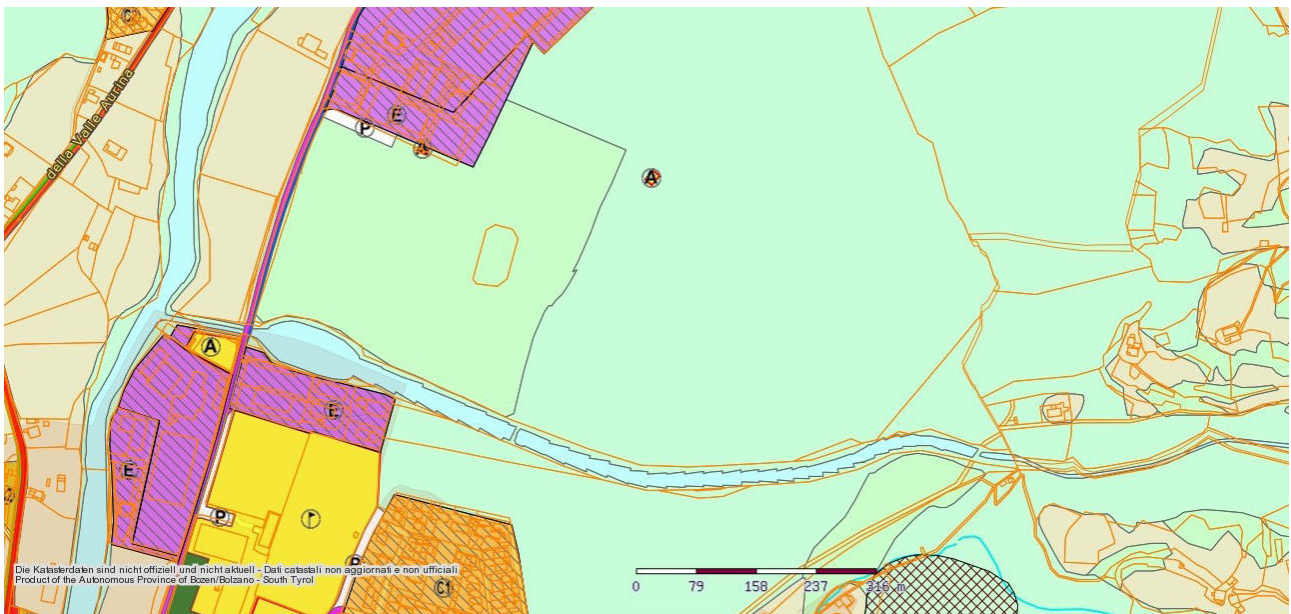 C
della Valle Aurina
E
P
A
A
A
E
E
P
P
C1
Die Katasterdaten sind nicht offiziell und nicht aktuell - Dati catastali non aggiornati e non ufficiali
Product of the Autonomous Province of Bozen/Bolzano - South Tyrol
0 79 158 237 316 m